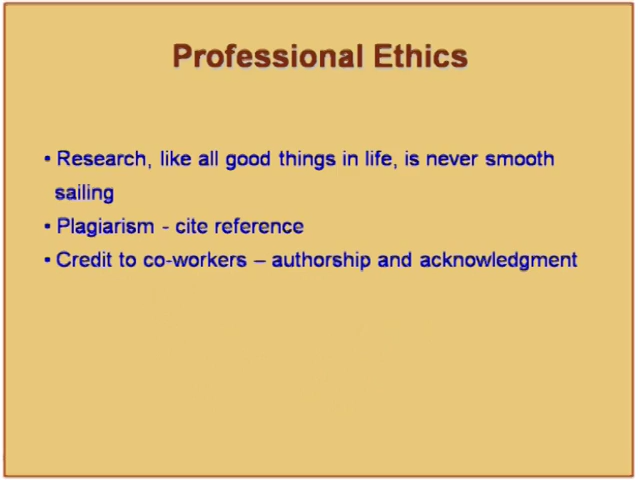 Professional Ethics
• Research, like all good things in life, is never smooth
sailing
• Plagiarism - cite reference
• Credit to co-workers – authorship and acknowledgment